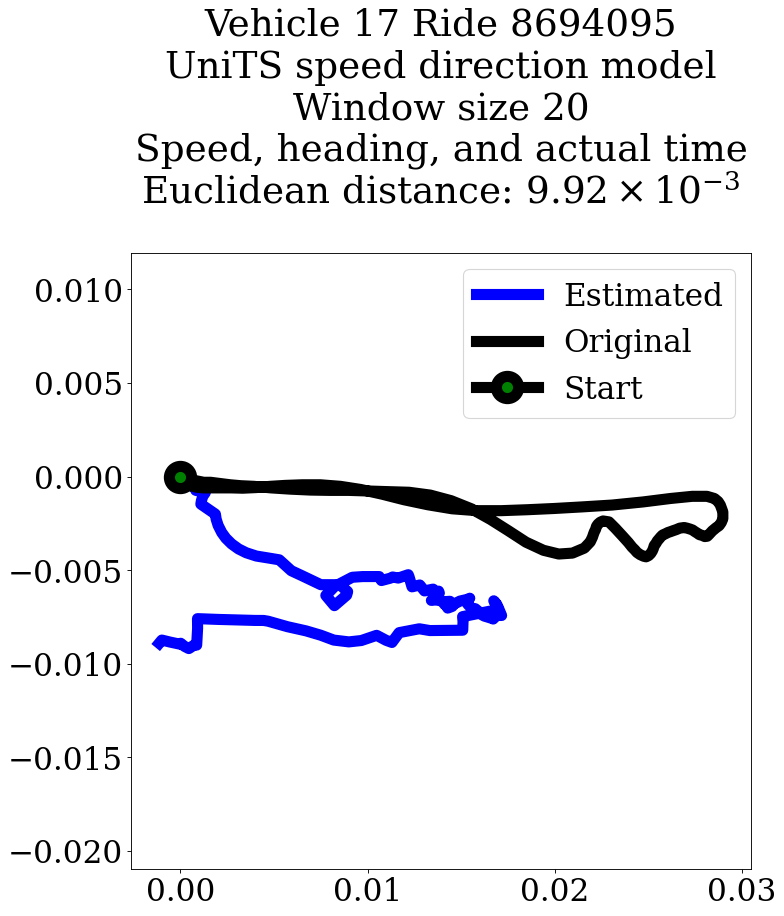 Vehicle 17 Ride 8694095
UniTS speed direction model
Window size 20
Speed, heading, and actual time
Euclidean distance: 9.92 × 10⁻³
Estimated
Original
Start
0.010
0.005
0.000
−0.005
−0.010
−0.015
−0.020
0.00 0.01 0.02 0.03